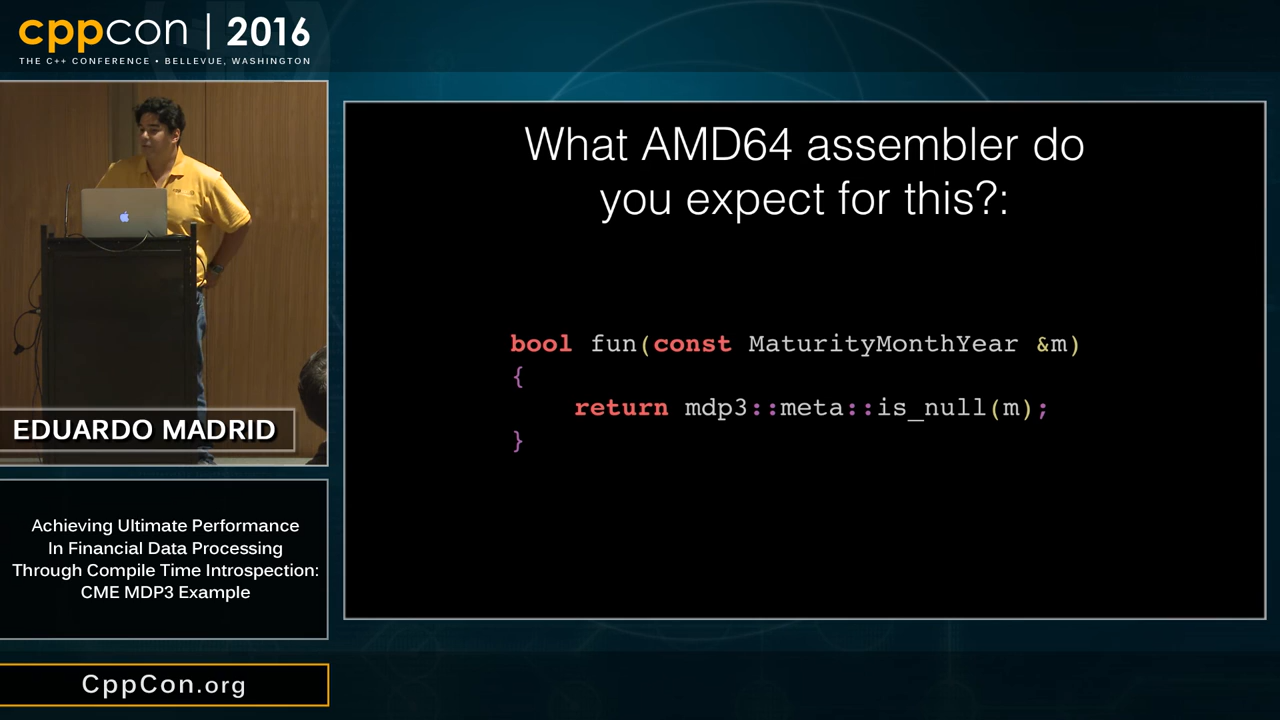 cppcon | 2016
THE C++ CONFERENCE • BELLEVUE, WASHINGTON
What AMD64 assembler do
you expect for this?:
bool fun(const MaturityMonthYear &m)
{
    return mdp3::meta::is_null(m);
}
EDUARDO MADRID
Achieving Ultimate Performance
In Financial Data Processing
Through Compile Time Introspection:
CME MDP3 Example
CppCon.org